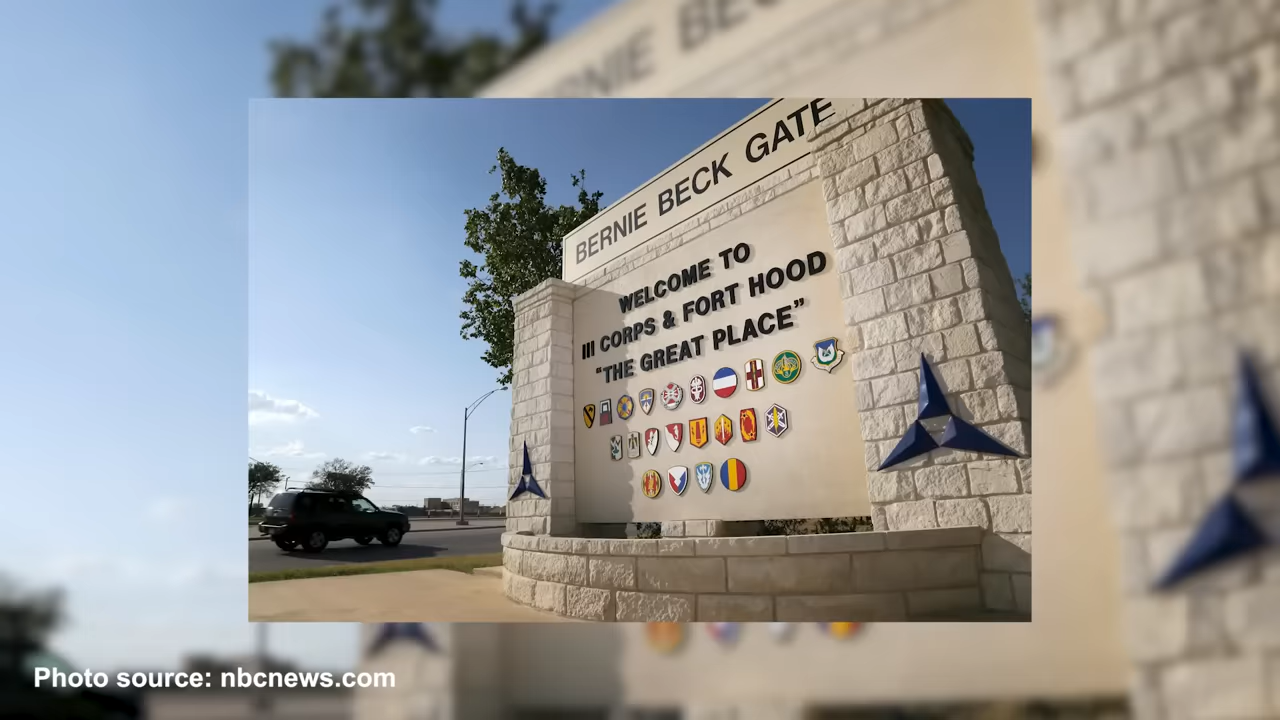 BERNIE BECK GATE
WELCOME TO
III CORPS & FORT HOOD
“THE GREAT PLACE”
Photo source: nbcnews.com